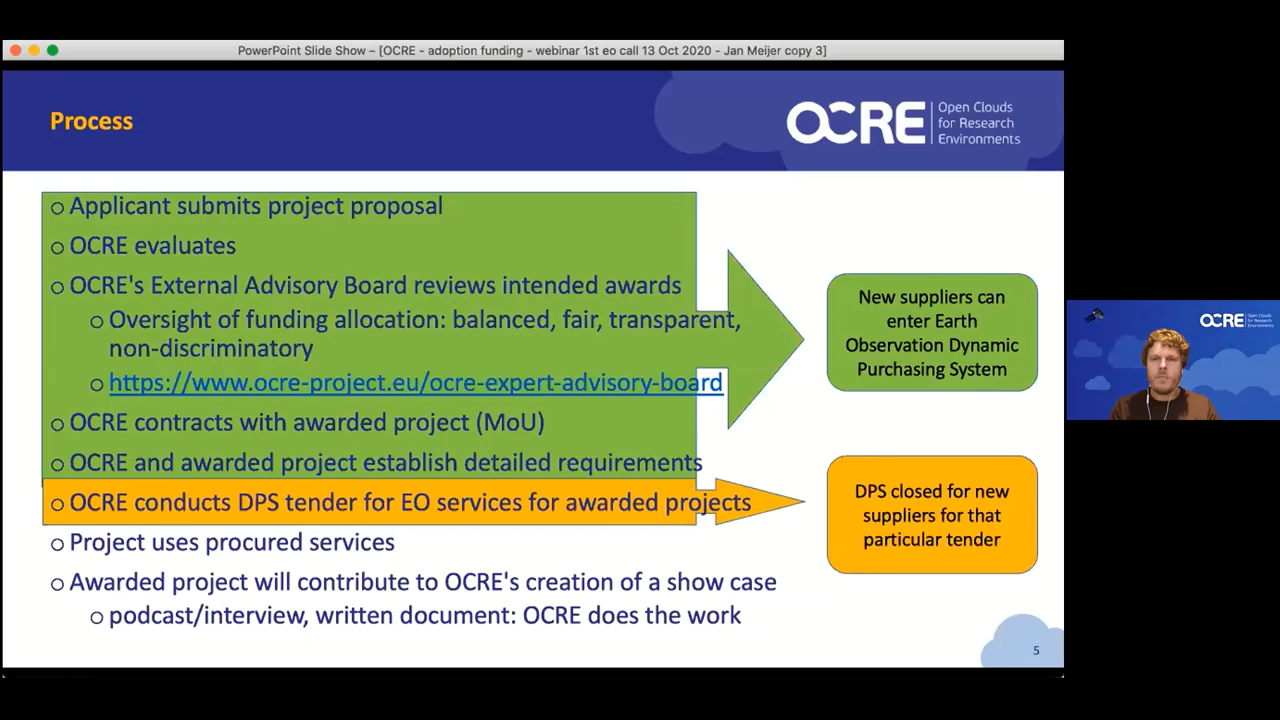 PowerPoint Slide Show – [OCRE - adoption funding - webinar 1st eo call 13 Oct 2020 - Jan Meijer copy 3]
Process
OCRE
Open Clouds
for Research
Environments
Applicant submits project proposal
OCRE evaluates
OCRE's External Advisory Board reviews intended awards
Oversight of funding allocation: balanced, fair, transparent,
non-discriminatory
https://www.ocre-project.eu/ocre-expert-advisory-board
OCRE contracts with awarded project (MoU)
OCRE and awarded project establish detailed requirements
OCRE conducts DPS tender for EO services for awarded projects
Project uses procured services
Awarded project will contribute to OCRE's creation of a show case
podcast/interview, written document: OCRE does the work
New suppliers can
enter Earth
Observation Dynamic
Purchasing System
DPS closed for new
suppliers for that
particular tender
5
OCRE
Open Clouds
for Research
Environments